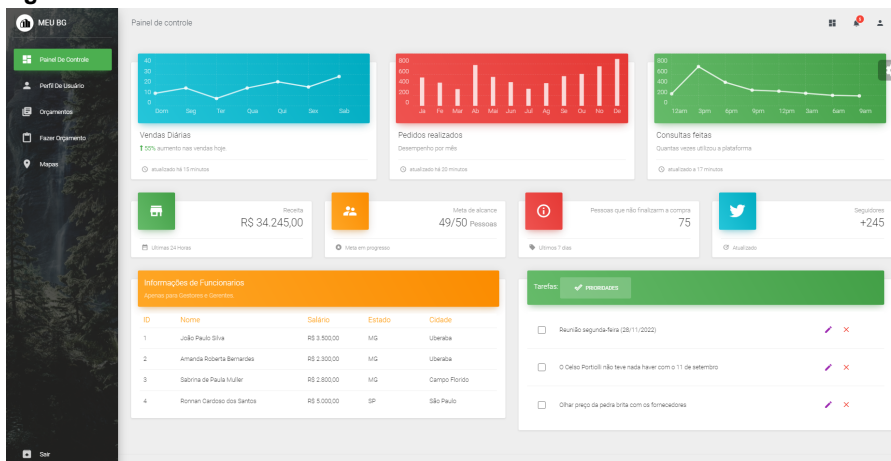 MEU BG
Painel de controle
5
Painel De Controle
Perfil De Usuário
Orçamentos
Fazer Orçamento
Mapas
Sair
40
30
20
10
0
Dom Seg Ter Qua Qui Sex Sab
Vendas Diárias
55% aumento nas vendas hoje.
atualizado há 15 minutos
800
600
400
200
0
Ja Fe Mar Ab Mai Jun Jul Ag Se Ou No De
Pedidos realizados
Desempenho por mês
atualizado há 20 minutos
800
600
400
200
0
12am 3pm 6pm 9pm 12pm 3am 6am 9am
Consultas feitas
Quantas vezes utilizou a plataforma
atualizado a 17 minutos
Receita
R$ 34.245,00
Ultimas 24 Horas
Meta de alcance
49/50 Pessoas
Meta em progresso
Pessoas que não finalizarm a compra
75
Ultimos 7 dias
Seguidores
+245
Atualizado
Informações de Funcionarios
Apenas para Gestores e Gerentes
ID Nome Salário Estado Cidade
1 João Paulo Silva R$ 3.500,00 MG Uberaba
2 Amanda Roberta Bernardes R$ 2.300,00 MG Uberaba
3 Sabrina de Paula Muller R$ 2.800,00 MG Campo Florido
4 Ronnan Cardoso dos Santos R$ 5.000,00 SP São Paulo
Tarefas: PRIORIDADES
Reunião segunda-feira (28/11/2022)
O Celso Portiolli não teve nada haver com o 11 de setembro
Olhar preço da pedra brita com os fornecedores